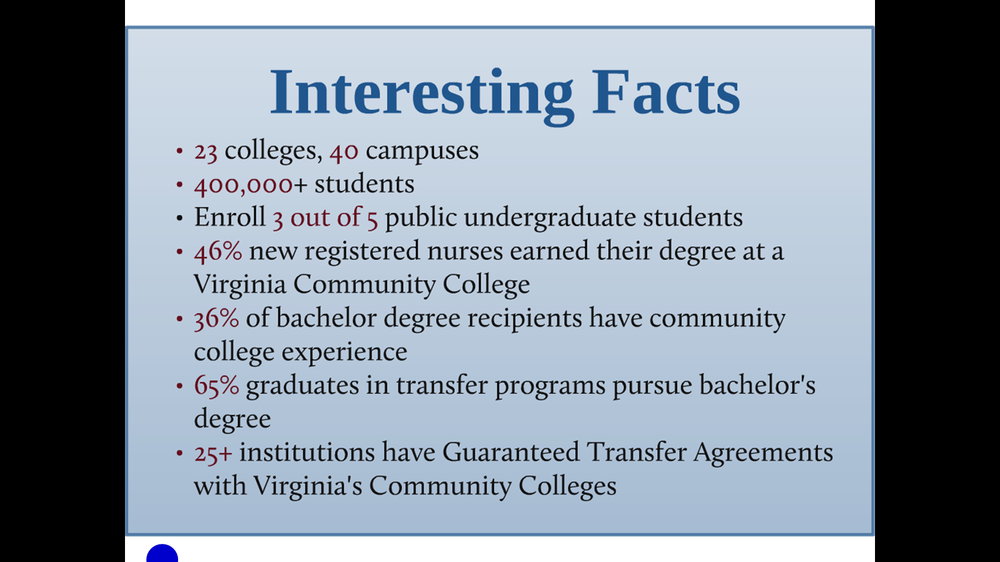 Interesting Facts
• 23 colleges, 40 campuses
• 400,000+ students
• Enroll 3 out of 5 public undergraduate students
• 46% new registered nurses earned their degree at a
Virginia Community College
• 36% of bachelor degree recipients have community
college experience
• 65% graduates in transfer programs pursue bachelor's
degree
• 25+ institutions have Guaranteed Transfer Agreements
with Virginia's Community Colleges